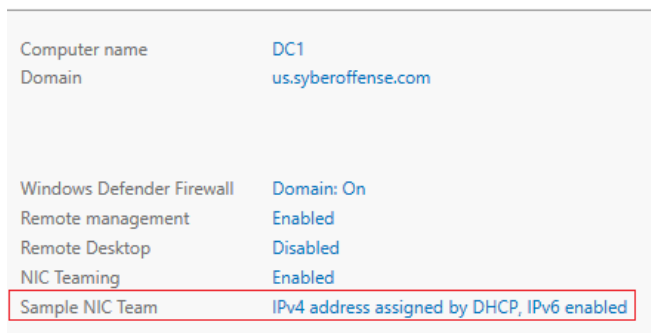 Computer name DC1
Domain us.syberoffense.com
Windows Defender Firewall Domain: On
Remote management Enabled
Remote Desktop Disabled
NIC Teaming Enabled
Sample NIC Team IPv4 address assigned by DHCP, IPv6 enabled